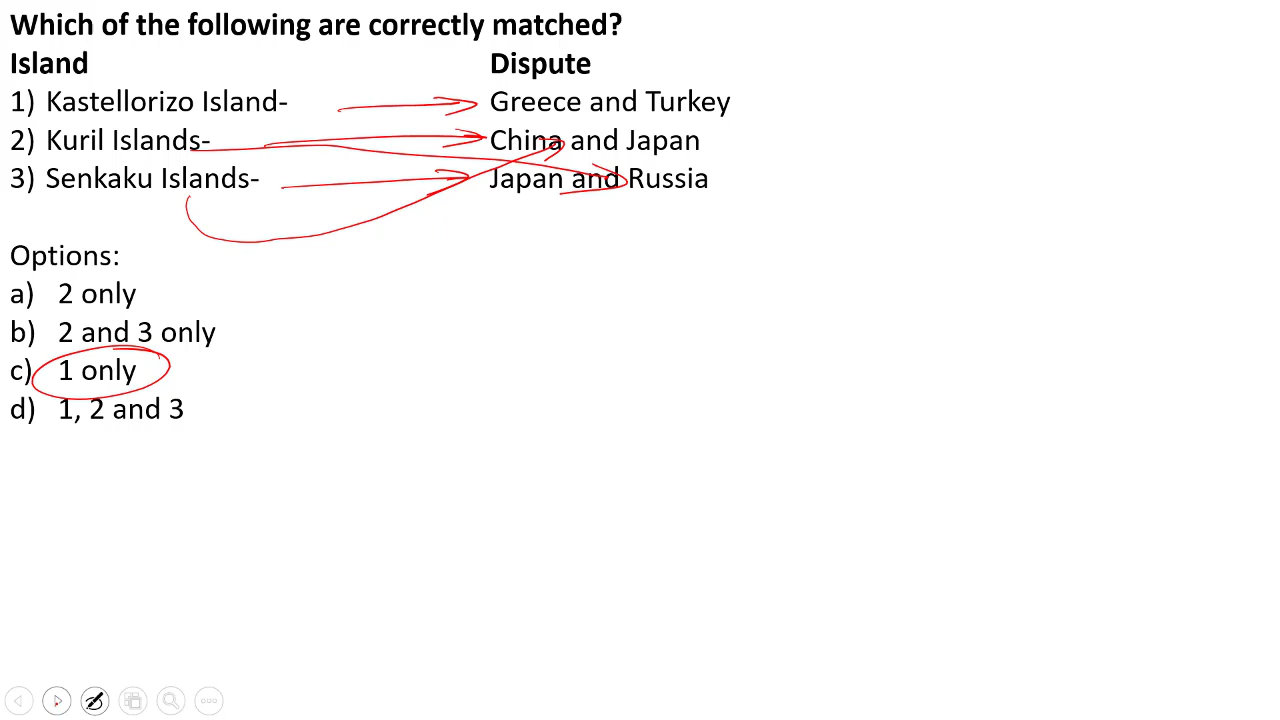 Which of the following are correctly matched?
Island Dispute
1) Kastellorizo Island- Greece and Turkey
2) Kuril Islands- China and Japan
3) Senkaku Islands- Japan and Russia
Options:
a) 2 only
b) 2 and 3 only
c) 1 only
d) 1, 2 and 3